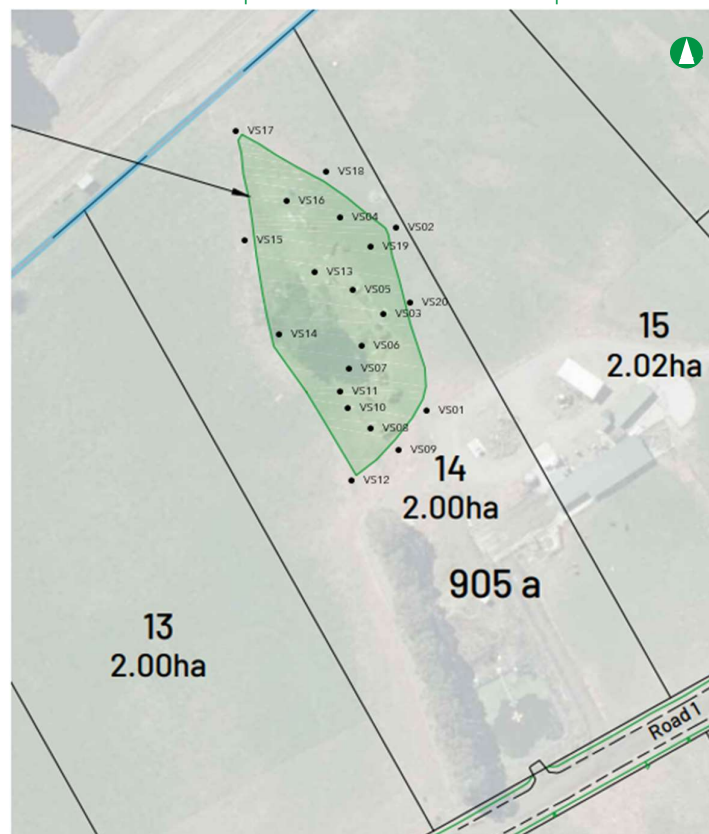 VS17
VS18
VS16
VS04
VS02
VS15
VS19
VS13
VS05
VS20
VS03
15
2.02ha
VS14
VS06
VS07
VS11
VS10
VS01
VS08
VS09
14
VS12
2.00ha
905 a
13
2.00ha
Road 1